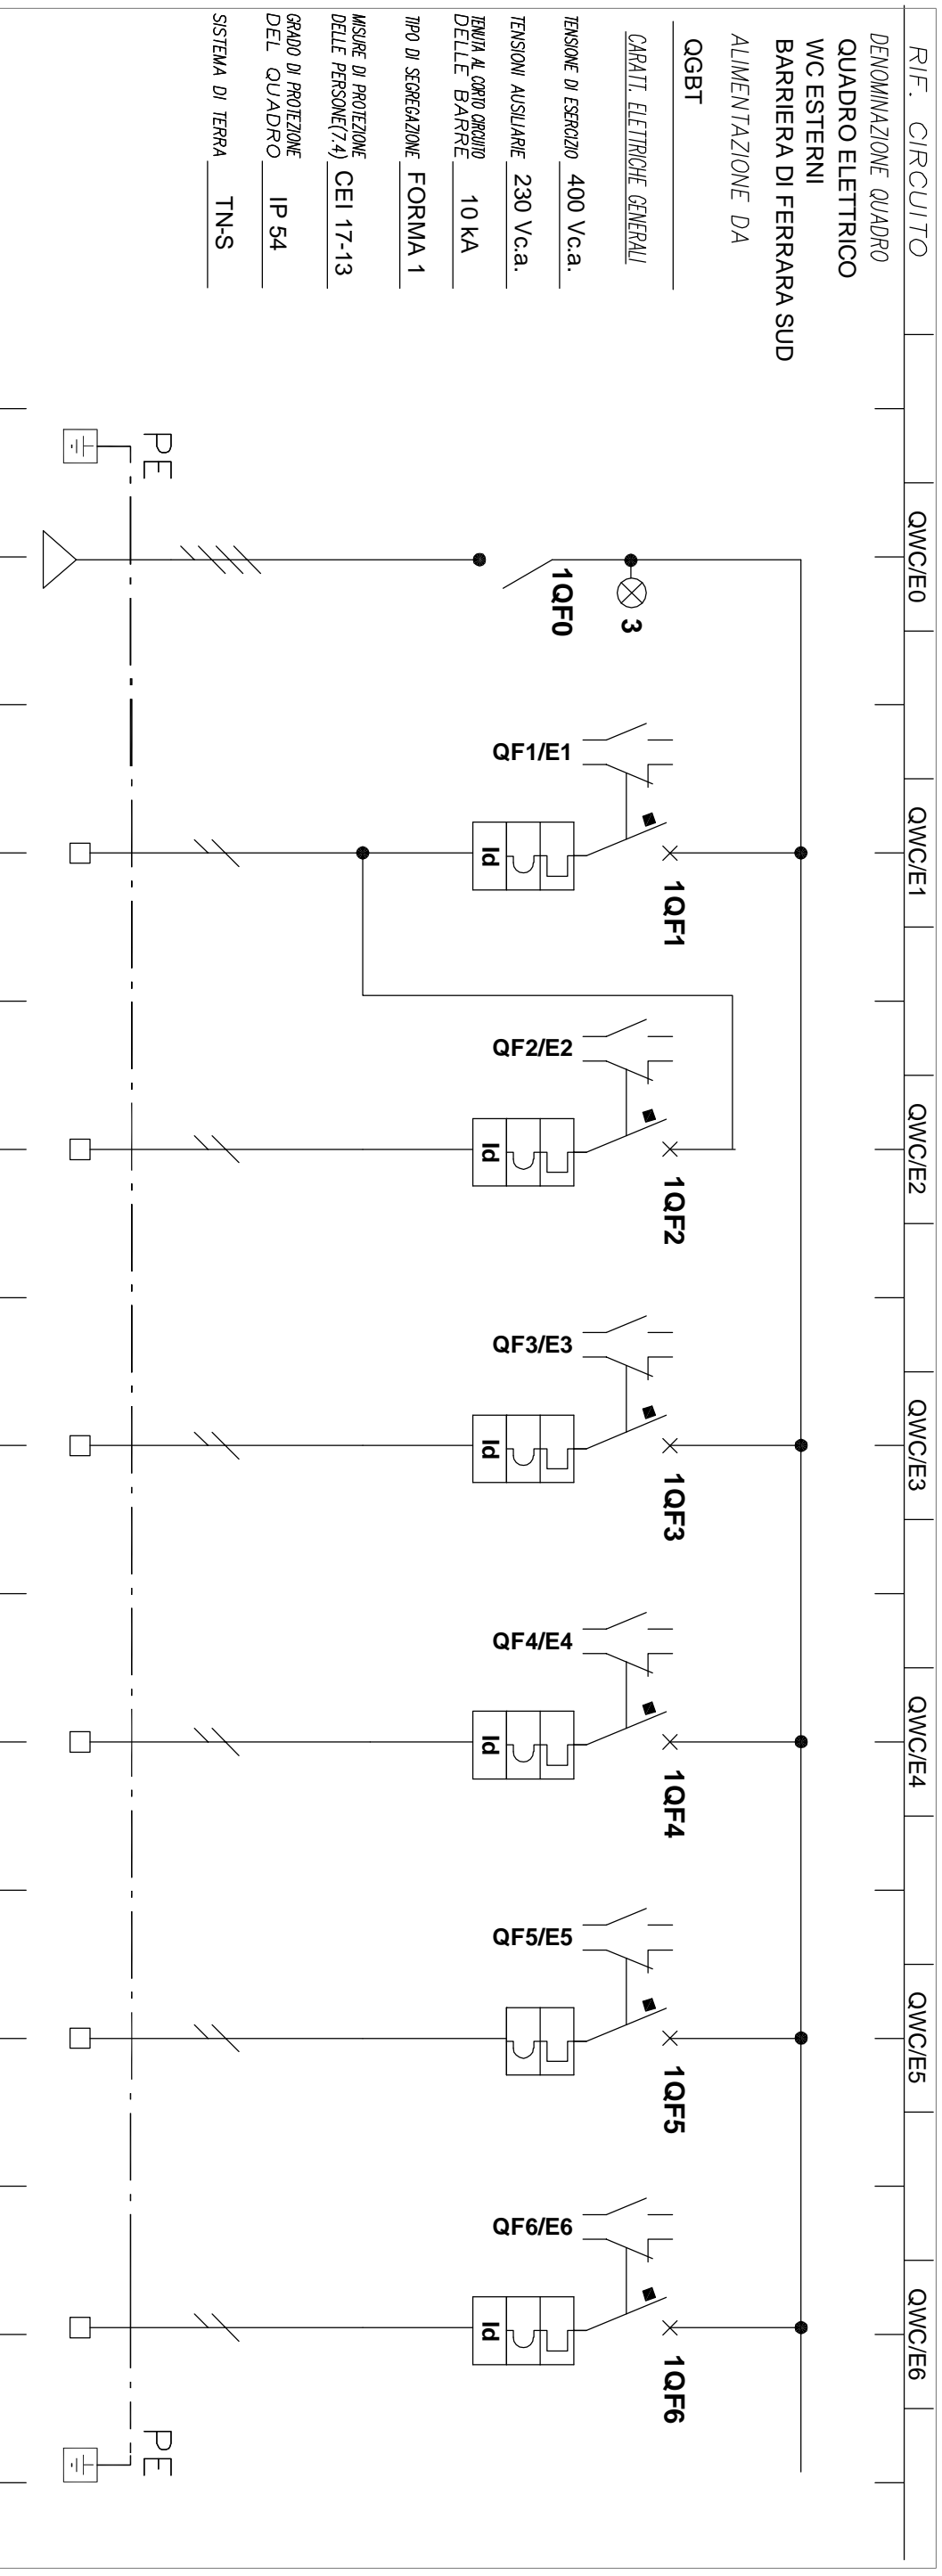 RIF. CIRCUITO
QWC/E0
QWC/E1
QWC/E2
QWC/E3
QWC/E4
QWC/E5
QWC/E6
DENOMINAZIONE QUADRO
QUADRO ELETTRICO
WC ESTERNI
BARRIERA DI FERRARA SUD
ALIMENTAZIONE DA
QGBT
CARATT. ELETTRICHE GENERALI
TENSIONE DI ESERCIZIO 400 Vc.a.
TENSIONI AUSILIARIE 230 Vc.a.
TENUTA AL CORTO CIRCUITO
DELLE BARRE 10 kA
TIPO DI SEGREGAZIONE FORMA 1
MISURE DI PROTEZIONE
DELLE PERSONE(7.4) CEI 17-13
GRADO DI PROTEZIONE
DEL QUADRO IP 54
SISTEMA DI TERRA TN-S
3
1QF0
1QF1
QF1/E1
Id
1QF2
QF2/E2
Id
1QF3
QF3/E3
Id
1QF4
QF4/E4
Id
1QF5
QF5/E5
1QF6
QF6/E6
Id
PE
PE